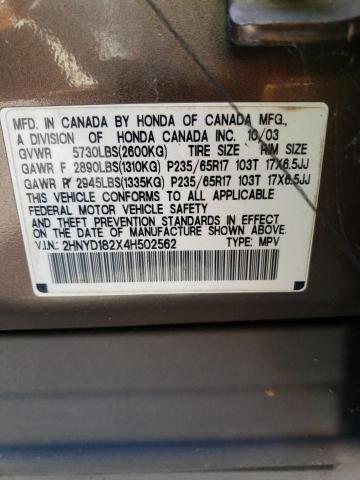 MFD. IN CANADA BY HONDA OF CANADA MFG.,
A DIVISION OF HONDA CANADA INC. 10/03
GVWR 5730LBS(2600KG) TIRE SIZE RIM SIZE
GAWR F 2890LBS(1310KG) P235/65R17 103T 17X6.5JJ
GAWR R 2945LBS(1335KG) P235/65R17 103T 17X6.5JJ
THIS VEHICLE CONFORMS TO ALL APPLICABLE
FEDERAL MOTOR VEHICLE SAFETY AND THEFT
PREVENTION STANDARDS IN EFFECT ON THE
DATE OF MANUFACTURE SHOWN ABOVE.
V.I.N.: 2HNYD182X4H502562 TYPE: MPV